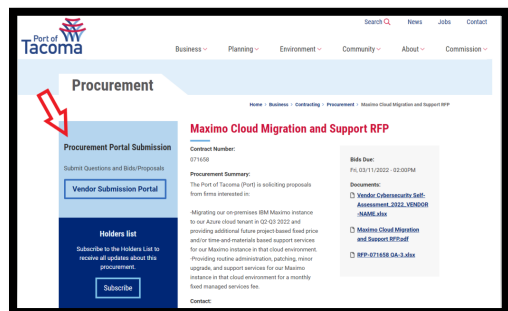 Search
News
Jobs
Contact
Port of
Tacoma
Business
Planning
Environment
Community
About
Commission
Procurement
Home > Business > Contracting > Procurement > Maximo Cloud Migration and Support RFP
Procurement Portal Submission
Submit Questions and Bids/Proposals
Vendor Submission Portal
Holders list
Subscribe to the Holders List to
receive all updates about this
procurement.
Subscribe
Maximo Cloud Migration and Support RFP
Contract Number:
071658
Procurement Summary:
The Port of Tacoma (Port) is soliciting proposals
from firms interested in:
-Migrating our on-premises IBM Maximo instance
to our Azure cloud tenant in Q2-Q3 2022 and
providing additional future project-based fixed price
and/or time-and-materials based support services
for our Maximo instance in that cloud environment.
-Providing routine administration, patching, minor
upgrade, and support services for our Maximo
instance in that cloud environment for a monthly
fixed managed services fee.
Contact:
Bids Due:
Fri, 03/11/2022 - 02:00PM
Documents:
Vendor Cybersecurity Self-
Assessment_2022_VENDOR
-NAME.xlsx
Maximo Cloud Migration
and Support RFP.pdf
RFP-071658 QA-3.xlsx